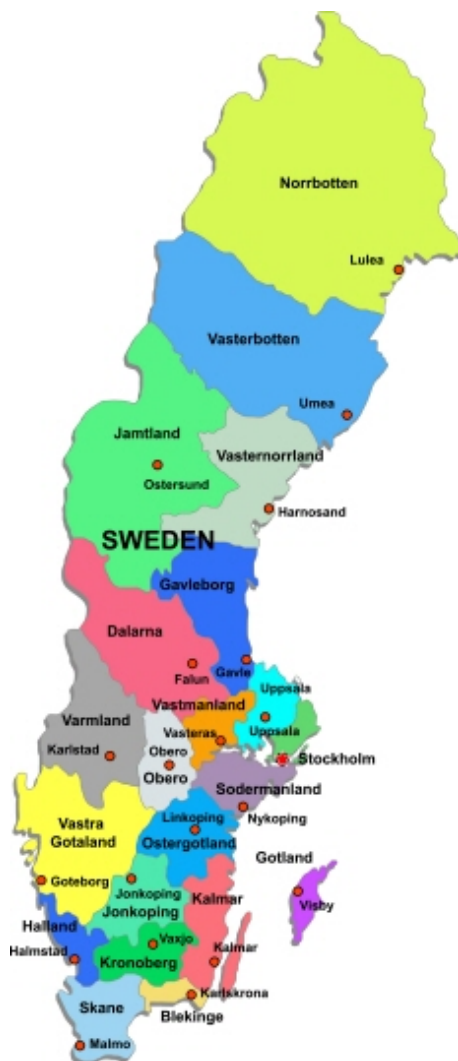 Norrbotten
Lulea
Vasterbotten
Umea
Jamtland
Vasternorrland
Ostersund
Harnosand
SWEDEN
Gavleborg
Dalarna
Gavle
Falun
Uppsala
Vastmanland
Varmland
Uppsala
Vasteras
Karlstad
Obero
Stockholm
Obero
Sodermanland
Linkoping
Nykoping
Vastra
Gotaland
Ostergotland
Gotland
Goteborg
Jonkoping
Kalmar
Visby
Jonkoping
Halland
Vaxjo
Halmstad
Kalmar
Kronoberg
Karlskrona
Skane
Blekinge
Malmo